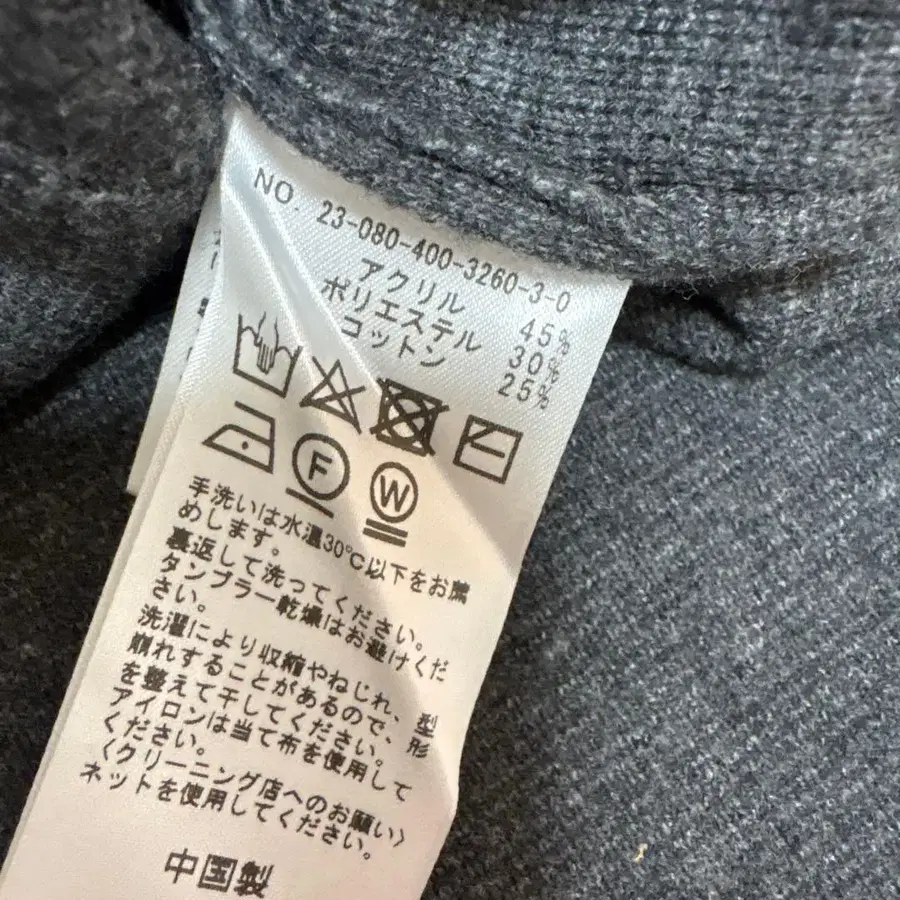 NO. 23-080-400-3260-3-0
アクリル 45%
ポリエステル 30%
コットン 25%
F W
手洗いは水温30℃以下をお薦
めします。
裏返して洗ってください。
タンブラー乾燥はお避けくだ
さい。
洗濯により収縮やねじれ、型
崩れすることがあるので、形
を整えて干してください。
アイロンは当て布を使用して
ください。
〈クリーニング店へのお願い〉
ネットを使用してください。
中国製